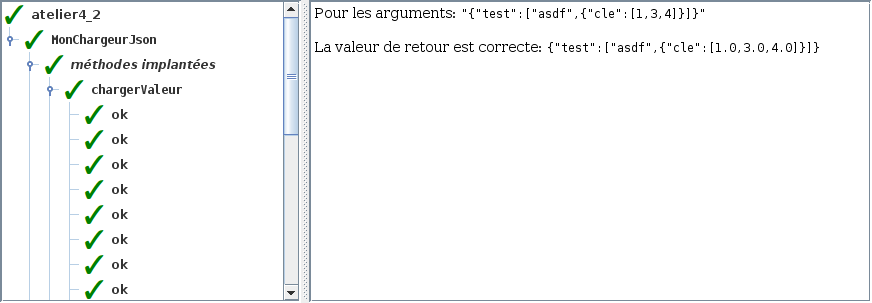 atelier4_2
MonChargeurJson
méthodes implantées
chargerValeur
ok
ok
ok
ok
ok
ok
ok
ok
Pour les arguments: "{"test":["asdf",{"cle":[1,3,4]}]}"
La valeur de retour est correcte: {"test":["asdf",{"cle":[1.0,3.0,4.0]}]}